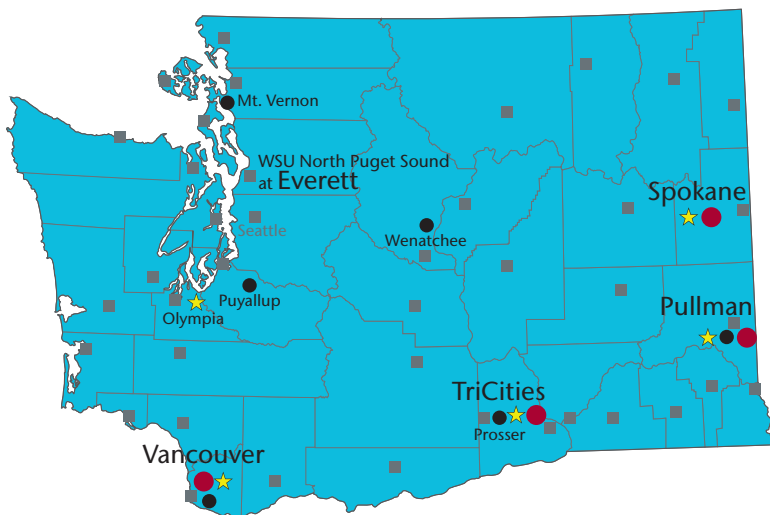 Mt. Vernon
WSU North Puget Sound
at Everett
Spokane
Seattle
Wenatchee
Puyallup
Olympia
Pullman
TriCities
Prosser
Vancouver